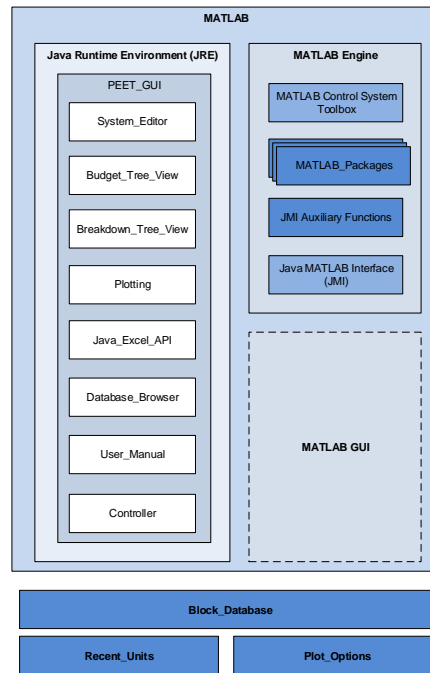 MATLAB
Java Runtime Environment (JRE)
PEET_GUI
System_Editor
Budget_Tree_View
Breakdown_Tree_View
Plotting
Java_Excel_API
Database_Browser
User_Manual
Controller
MATLAB Engine
MATLAB Control System
Toolbox
MATLAB_Packages
JMI Auxiliary Functions
Java MATLAB Interface
(JMI)
MATLAB GUI
Block_Database
Recent_Units
Plot_Options